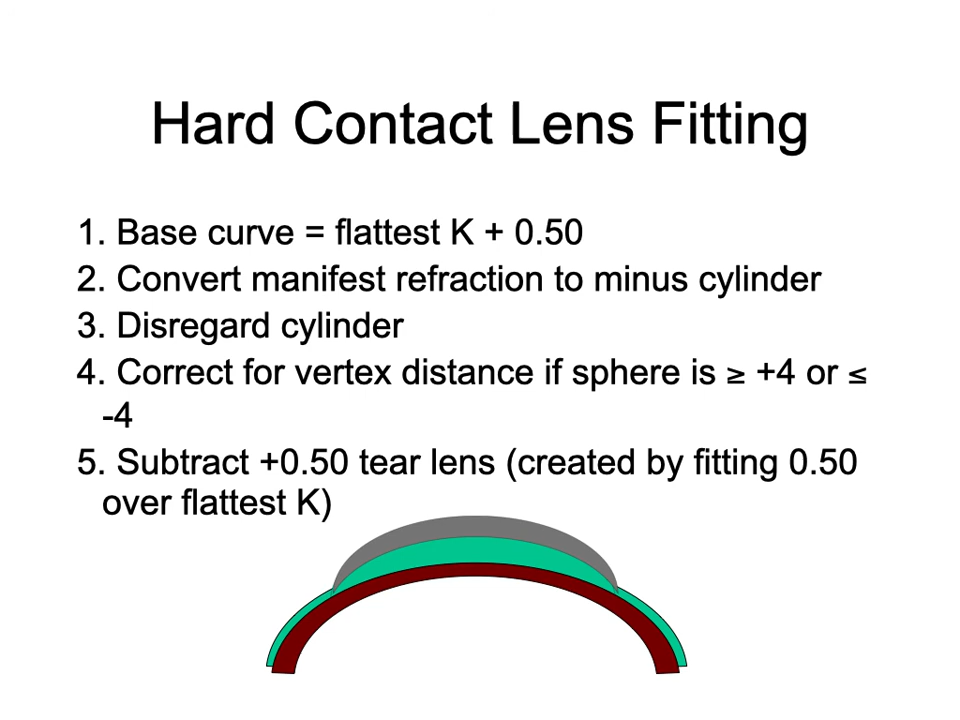 Hard Contact Lens Fitting
1. Base curve = flattest K + 0.50
2. Convert manifest refraction to minus cylinder
3. Disregard cylinder
4. Correct for vertex distance if sphere is ≥ +4 or ≤
-4
5. Subtract +0.50 tear lens (created by fitting 0.50
over flattest K)